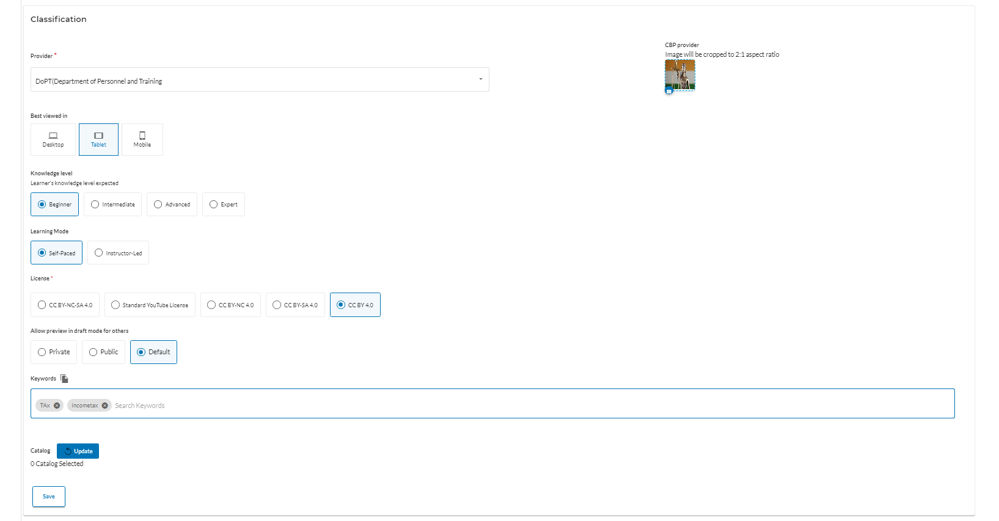 Classification
CBP provider
Image will be cropped to 2:1 aspect ratio
Provider *
DoPT(Department of Personnel and Training
Best viewed in
Desktop Tablet Mobile
Knowledge level
Learner's knowledge level expected
Beginner Intermediate Advanced Expert
Learning Mode
Self-Paced Instructor-Led
License *
CC BY-NC-SA 4.0 Standard YouTube License CC BY-NC 4.0 CC BY-SA 4.0 CC BY 4.0
Allow preview in draft mode for others
Private Public Default
Keywords
TAx incometax Search Keywords
Catalog Update
0 Catalog Selected
Save